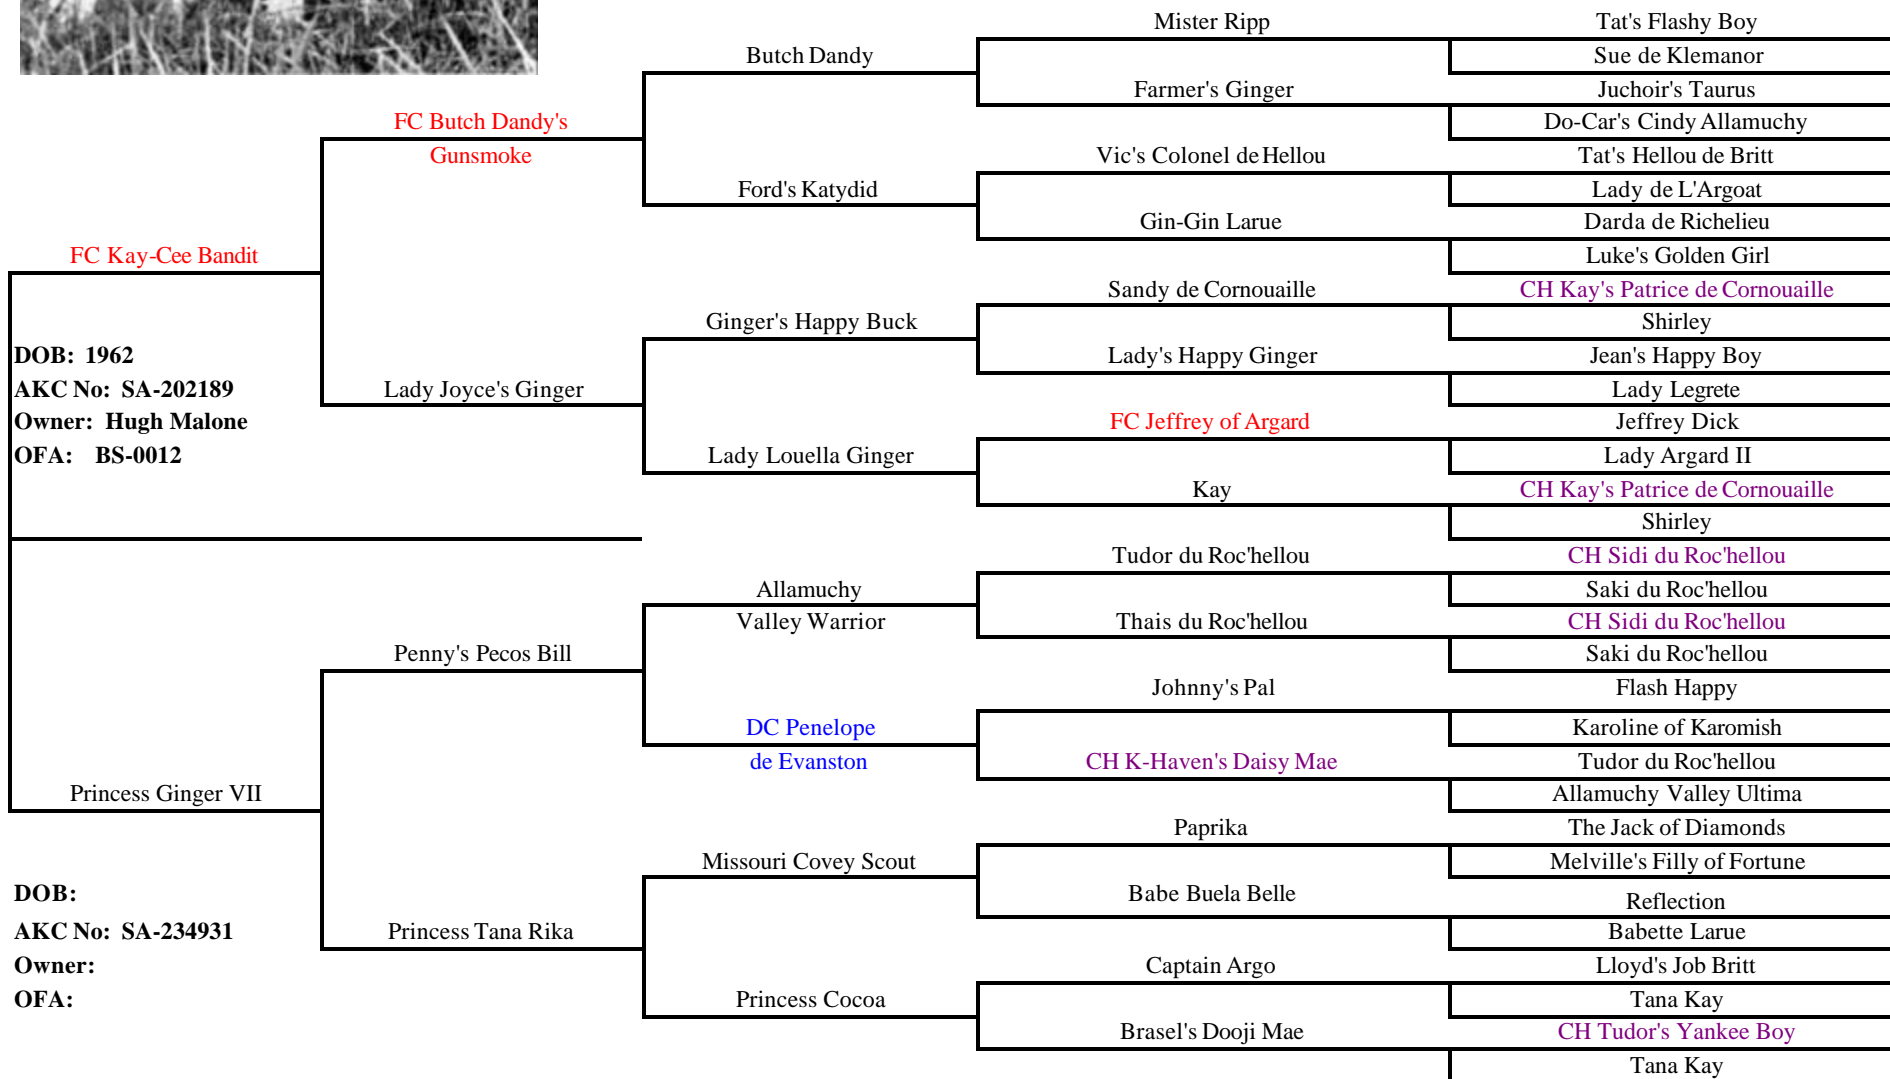 Mister Ripp
Tat's Flashy Boy
Butch Dandy
Sue de Klemanor
Farmer's Ginger
Juchoir's Taurus
FC Butch Dandy's
Gunsmoke
Do-Car's Cindy Allamuchy
Vic's Colonel de Hellou
Tat's Hellou de Britt
Ford's Katydid
Lady de L'Argoat
Gin-Gin Larue
Darda de Richelieu
FC Kay-Cee Bandit
Luke's Golden Girl
Sandy de Cornouaille
CH Kay's Patrice de Cornouaille
Ginger's Happy Buck
Shirley
DOB: 1962
Lady's Happy Ginger
Jean's Happy Boy
AKC No: SA-202189
Lady Joyce's Ginger
Lady Legrete
Owner: Hugh Malone
FC Jeffrey of Argard
Jeffrey Dick
OFA: BS-0012
Lady Louella Ginger
Lady Argard II
Kay
CH Kay's Patrice de Cornouaille
Shirley
Tudor du Roc'hellou
CH Sidi du Roc'hellou
Allamuchy
Valley Warrior
Saki du Roc'hellou
Thais du Roc'hellou
CH Sidi du Roc'hellou
Penny's Pecos Bill
Saki du Roc'hellou
Johnny's Pal
Flash Happy
DC Penelope
de Evanston
Karoline of Karomish
CH K-Haven's Daisy Mae
Tudor du Roc'hellou
Princess Ginger VII
Allamuchy Valley Ultima
Paprika
The Jack of Diamonds
Missouri Covey Scout
Melville's Filly of Fortune
DOB:
Babe Buela Belle
Reflection
AKC No: SA-234931
Princess Tana Rika
Babette Larue
Owner:
Captain Argo
Lloyd's Job Britt
OFA:
Princess Cocoa
Tana Kay
Brasel's Dooji Mae
CH Tudor's Yankee Boy
Tana Kay